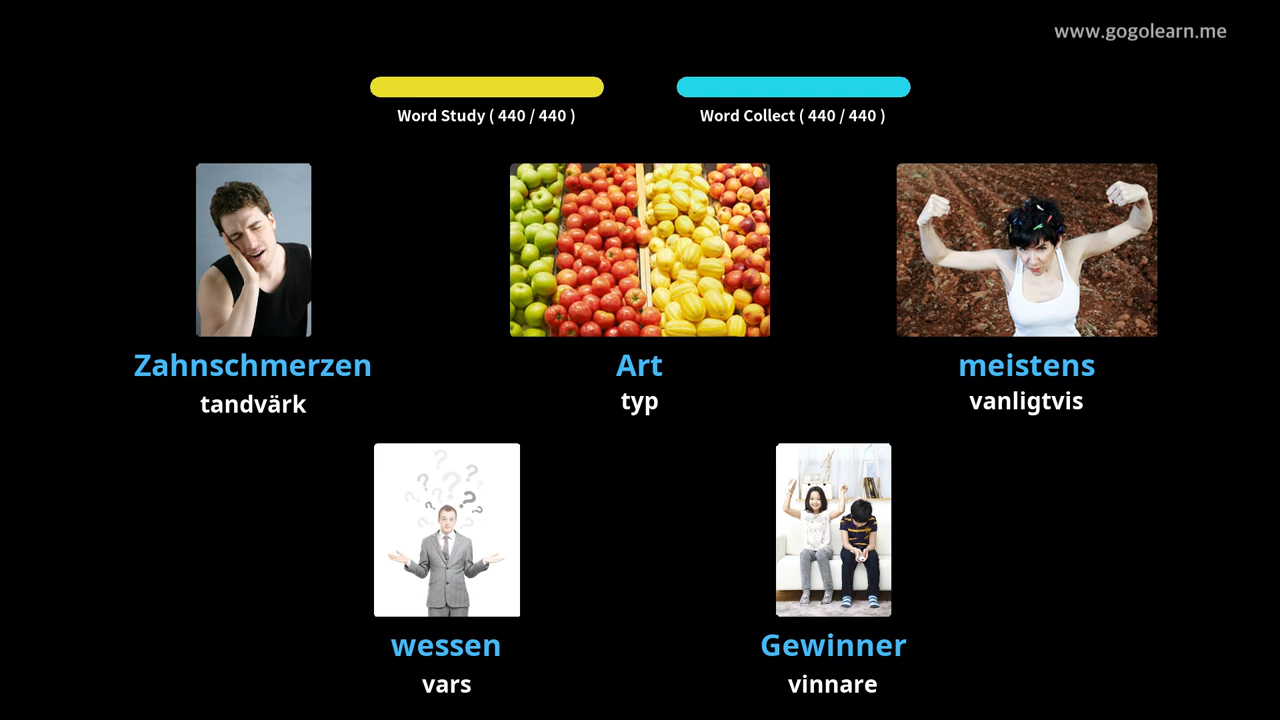 www.gogolearn.me
Word Study ( 440 / 440 )
Word Collect ( 440 / 440 )
Zahnschmerzen
tandvärk
Art
typ
meistens
vanligtvis
wessen
vars
Gewinner
vinnare